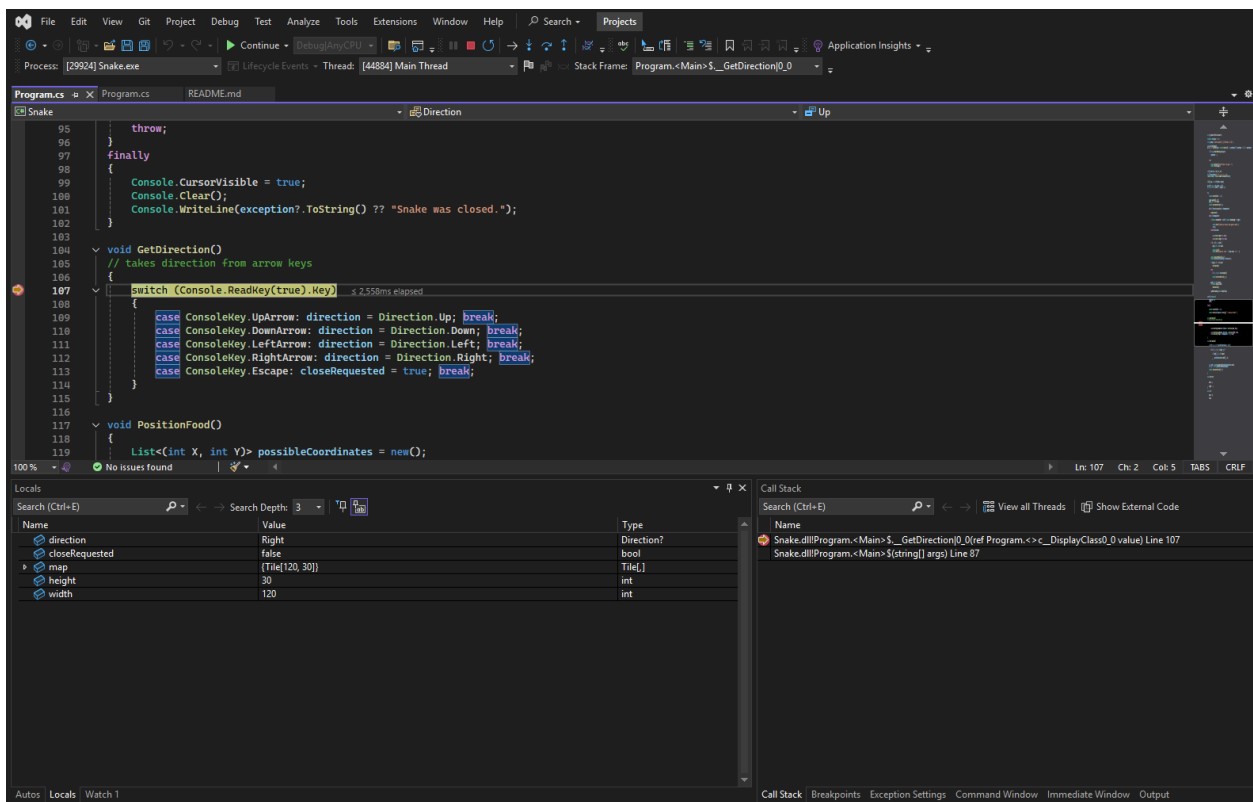 File Edit View Git Project Debug Test Analyze Tools Extensions Window Help Search Projects
Continue Debug|AnyCPU Application Insights
Process: [29924] Snake.exe Lifecycle Events Thread: [44884] Main Thread Stack Frame: Program.<Main>$.__GetDirection|0_0
Program.cs Program.cs README.md
Snake Direction Up
95 throw;
96 }
97 finally
98 {
99 Console.CursorVisible = true;
100 Console.Clear();
101 Console.WriteLine(exception?.ToString() ?? "Snake was closed.");
102 }
103
104 void GetDirection()
105 // takes direction from arrow keys
106 {
107 switch (Console.ReadKey(true).Key) ≤ 2,558ms elapsed
108 {
109 case ConsoleKey.UpArrow: direction = Direction.Up; break;
110 case ConsoleKey.DownArrow: direction = Direction.Down; break;
111 case ConsoleKey.LeftArrow: direction = Direction.Left; break;
112 case ConsoleKey.RightArrow: direction = Direction.Right; break;
113 case ConsoleKey.Escape: closeRequested = true; break;
114 }
115 }
116
117 void PositionFood()
118 {
119 List<(int X, int Y)> possibleCoordinates = new();
100 % No issues found Ln: 107 Ch: 2 Col: 5 TABS CRLF
Locals
Search (Ctrl+E) Search Depth: 3
Name Value Type
direction Right Direction?
closeRequested false bool
map {Tile[120, 30]} Tile[,]
height 30 int
width 120 int
Autos Locals Watch 1
Call Stack
Search (Ctrl+E) View all Threads Show External Code
Name
Snake.dll!Program.<Main>$.__GetDirection|0_0(ref Program.<>c__DisplayClass0_0 value) Line 107
Snake.dll!Program.<Main>$(string[] args) Line 87
Call Stack Breakpoints Exception Settings Command Window Immediate Window Output